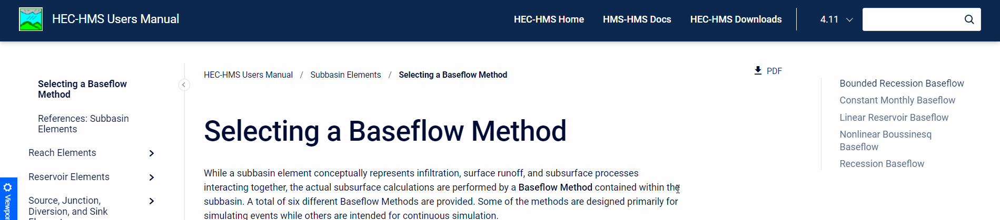 HEC-HMS Users Manual
HEC-HMS Home
HMS-HMS Docs
HEC-HMS Downloads
4.11
Selecting a Baseflow
Method
References: Subbasin
Elements
Reach Elements
Reservoir Elements
Source, Junction,
Diversion, and Sink
HEC-HMS Users Manual / Subbasin Elements / Selecting a Baseflow Method
PDF
Selecting a Baseflow Method
While a subbasin element conceptually represents infiltration, surface runoff, and subsurface processes
interacting together, the actual subsurface calculations are performed by a Baseflow Method contained within the
subbasin. A total of six different Baseflow Methods are provided. Some of the methods are designed primarily for
simulating events while others are intended for continuous simulation.
Bounded Recession Baseflow
Constant Monthly Baseflow
Linear Reservoir Baseflow
Nonlinear Boussinesq
Baseflow
Recession Baseflow